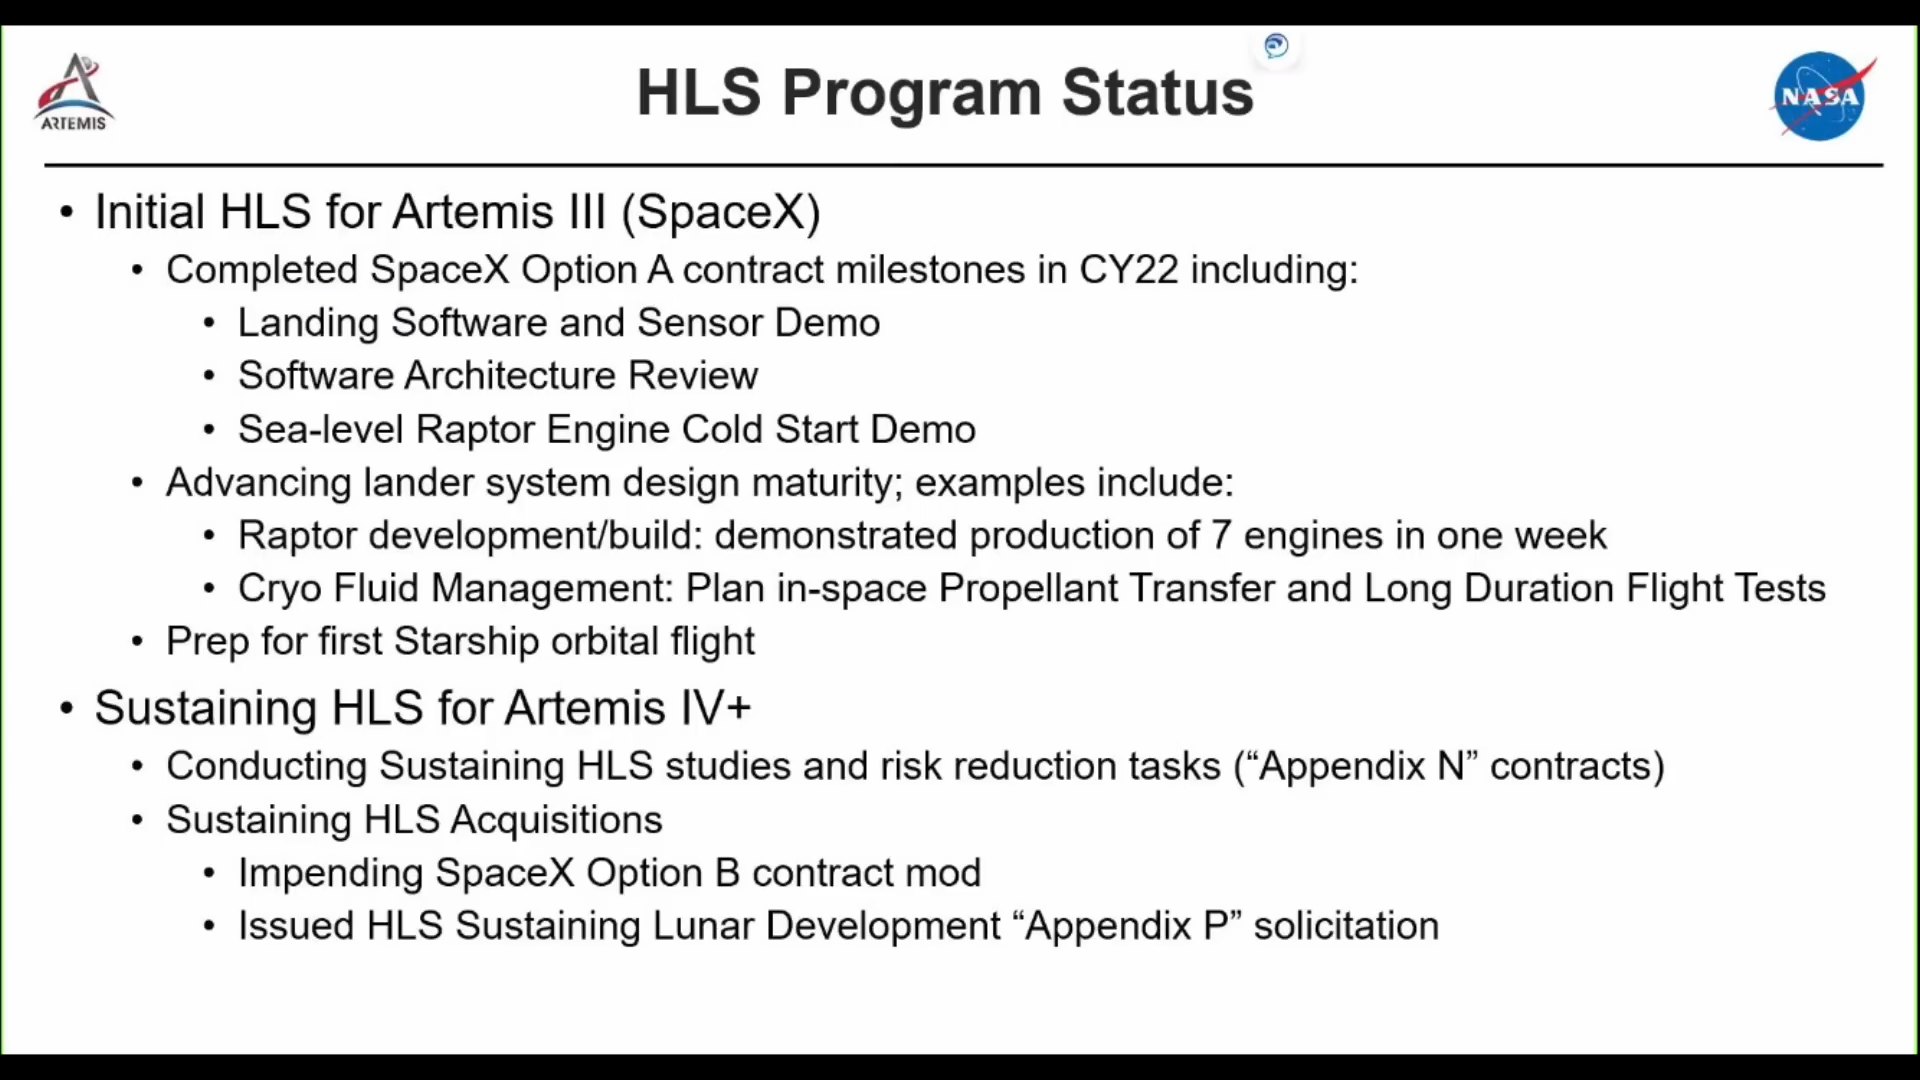 ARTEMIS
HLS Program Status
NASA
• Initial HLS for Artemis III (SpaceX)
• Completed SpaceX Option A contract milestones in CY22 including:
• Landing Software and Sensor Demo
• Software Architecture Review
• Sea-level Raptor Engine Cold Start Demo
• Advancing lander system design maturity; examples include:
• Raptor development/build: demonstrated production of 7 engines in one week
• Cryo Fluid Management: Plan in-space Propellant Transfer and Long Duration Flight Tests
• Prep for first Starship orbital flight
• Sustaining HLS for Artemis IV+
• Conducting Sustaining HLS studies and risk reduction tasks (“Appendix N” contracts)
• Sustaining HLS Acquisitions
• Impending SpaceX Option B contract mod
• Issued HLS Sustaining Lunar Development “Appendix P” solicitation